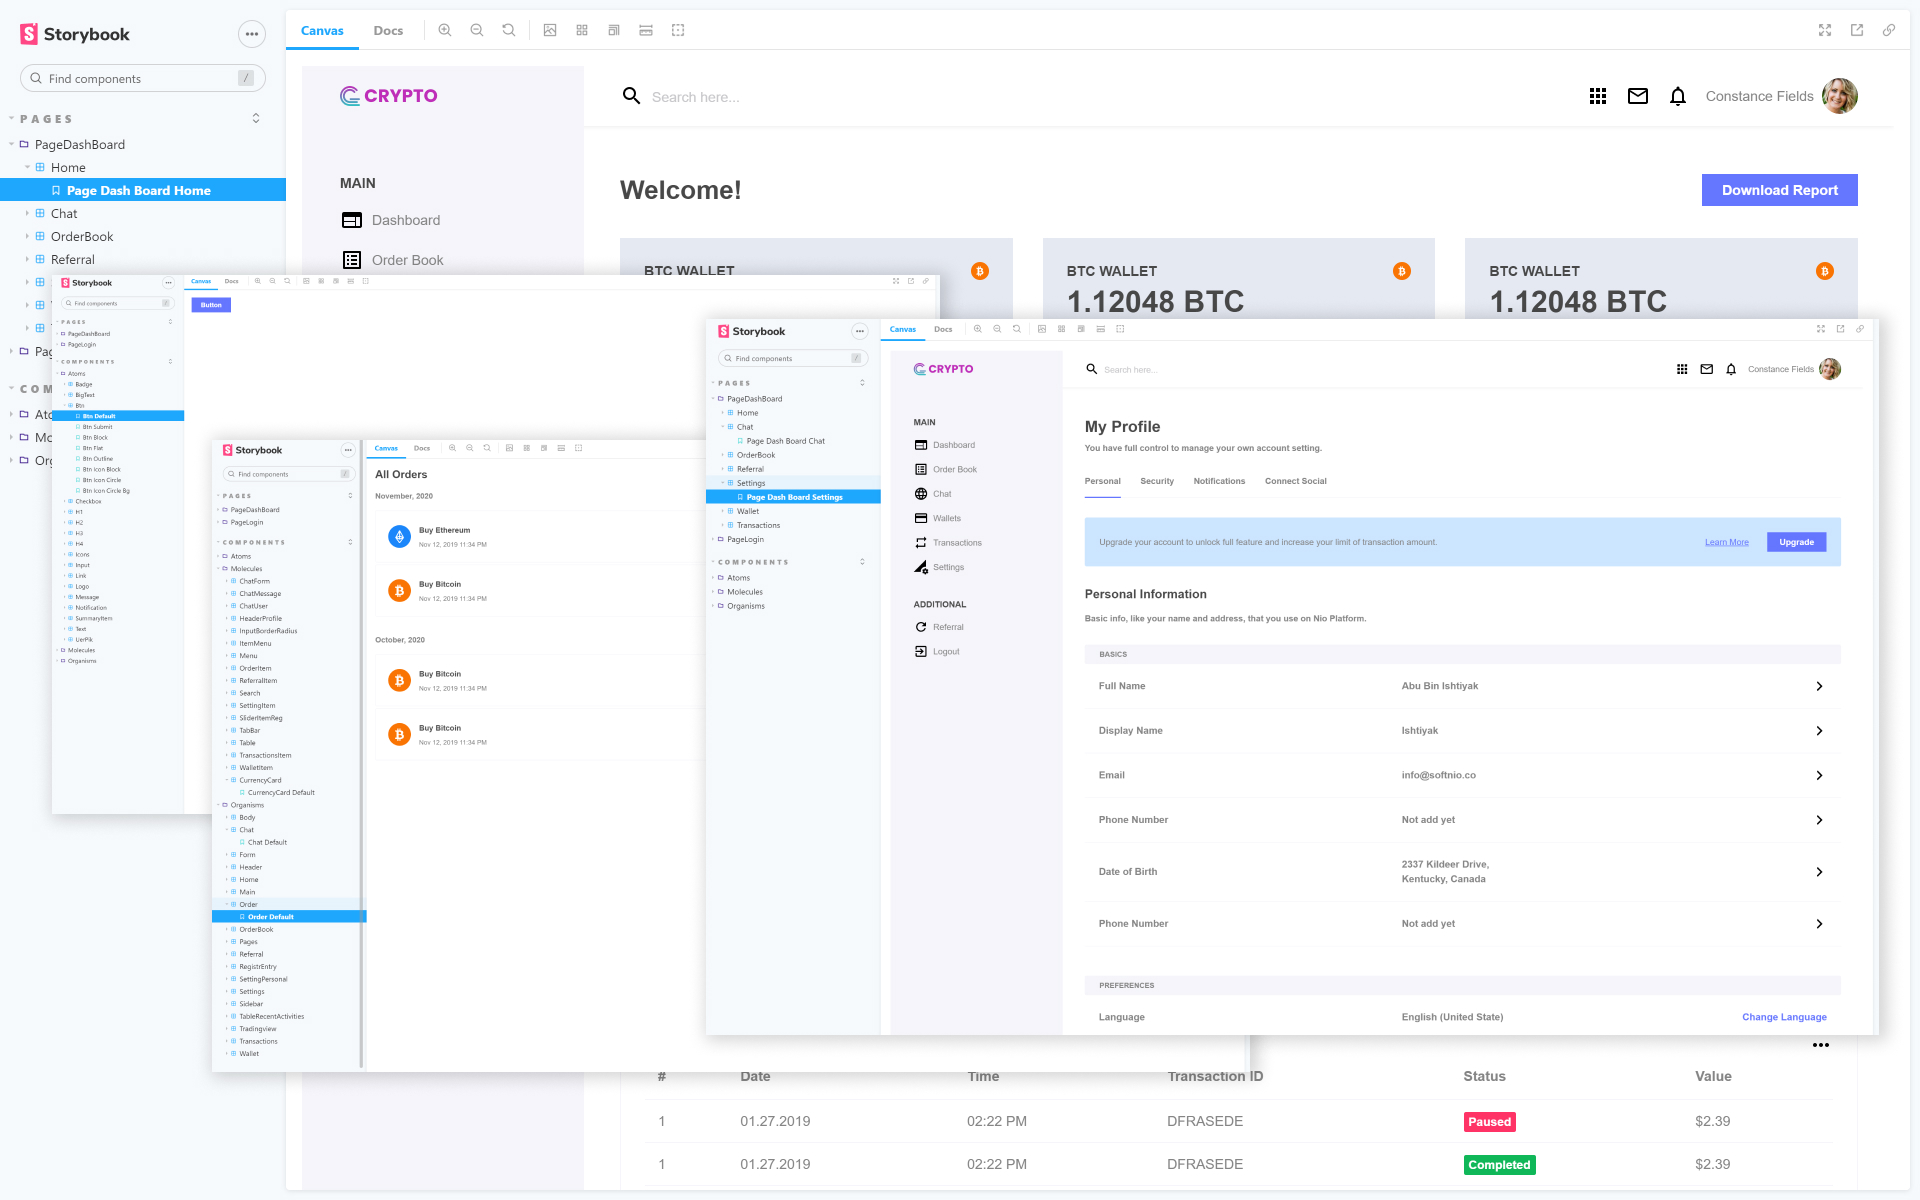 Storybook
Find components
/
PAGES
PageDashBoard
Home
Page Dash Board Home
Chat
OrderBook
Referral
Canvas
Docs
CRYPTO
MAIN
Dashboard
Order Book
Search here...
Constance Fields
Welcome!
Download Report
BTC WALLET
BTC WALLET
1.12048 BTC
BTC WALLET
1.12048 BTC
Storybook
Find components
/
PAGES
PageDashBoard
PageLogin
COMPONENTS
Atoms
Badge
BigText
Btn
Btn Default
Btn Submit
Btn Block
Btn Flat
Btn Outline
Btn Icon Block
Btn Icon Circle
Btn Icon Circle Bg
Checkbox
H1
H2
H3
H4
Icons
Input
Link
Logo
Message
Notification
SummaryItem
Text
Molecules
Organisms
Canvas
Docs
Button
Storybook
Find components
/
PAGES
PageDashBoard
PageLogin
COMPONENTS
Atoms
Molecules
ChatForm
ChatMessage
ChatUser
HeaderProfile
InputBorderRadius
ItemMenu
Menu
OrderItem
ReferralItem
Search
SettingItem
SliderItemReg
TabBar
Table
TransactionsItem
WalletItem
CurrencyCard
CurrencyCard Default
Organisms
Body
Chat
Chat Default
Form
Header
Home
Main
Order
Order Default
OrderBook
Pages
Referral
RegistrEntry
SettingPersonal
Settings
Sidebar
TableRecentActivities
Tradingview
Transactions
Wallet
Canvas
Docs
All Orders
November, 2020
Buy Ethereum
Nov 12, 2019 11:34 PM
Buy Bitcoin
Nov 12, 2019 11:34 PM
October, 2020
Buy Bitcoin
Nov 12, 2019 11:34 PM
Buy Bitcoin
Nov 12, 2019 11:34 PM
Storybook
Find components
/
PAGES
PageDashBoard
Home
Chat
Page Dash Board Chat
OrderBook
Referral
Settings
Page Dash Board Settings
Wallet
Transactions
PageLogin
COMPONENTS
Atoms
Molecules
Organisms
Canvas
Docs
CRYPTO
MAIN
Dashboard
Order Book
Chat
Wallets
Transactions
Settings
ADDITIONAL
Referral
Logout
Search here...
Constance Fields
My Profile
You have full control to manage your own account setting.
Personal
Security
Notifications
Connect Social
Upgrade your account to unlock full feature and increase your limit of transaction amount.
Learn More
Upgrade
Personal Information
Basic info, like your name and address, that you use on Nio Platform.
BASICS
Full Name
Abu Bin Ishtiyak
Display Name
Ishtiyak
Email
info@softnio.co
Phone Number
Not add yet
Date of Birth
2337 Kildeer Drive,
Kentucky, Canada
Phone Number
Not add yet
PREFERENCES
Language
English (United State)
Change Language
# Date Time Transaction ID Status Value
1 01.27.2019 02:22 PM DFRASEDE Paused $2.39
1 01.27.2019 02:22 PM DFRASEDE Completed $2.39